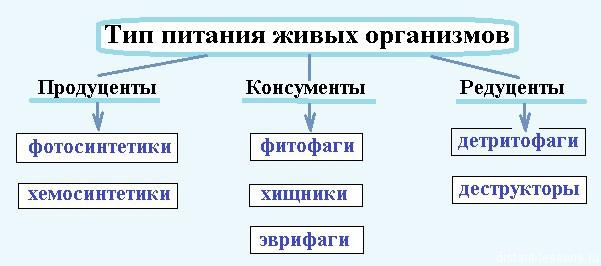 Тип питания живых организмов
Продуценты Консументы Редуценты
фотосинтетики фитофаги детритофаги
хемосинтетики хищники деструкторы
эврифаги